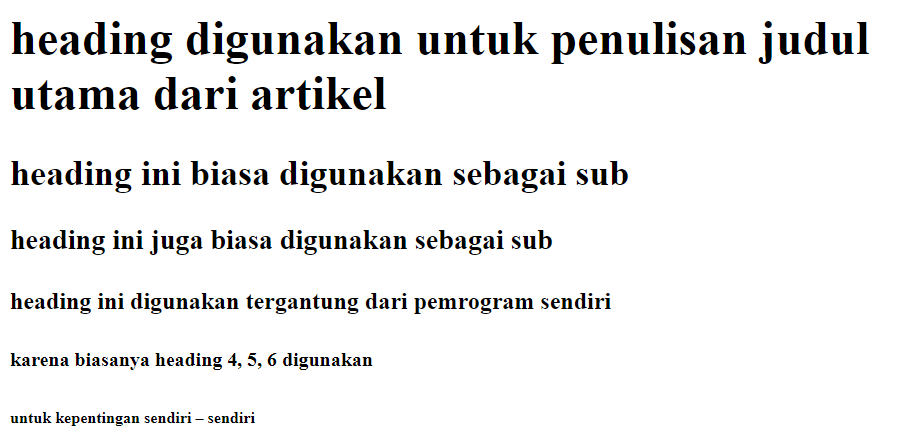 heading digunakan untuk penulisan judul
utama dari artikel
heading ini biasa digunakan sebagai sub
heading ini juga biasa digunakan sebagai sub
heading ini digunakan tergantung dari pemrogram sendiri
karena biasanya heading 4, 5, 6 digunakan
untuk kepentingan sendiri – sendiri